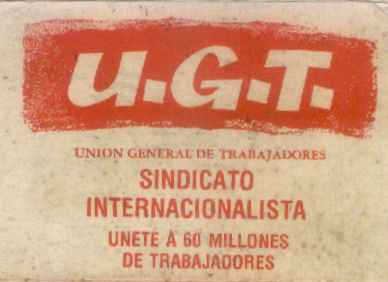 U.G.T.
UNION GENERAL DE TRABAJADORES
SINDICATO
INTERNACIONALISTA
UNETE A 60 MILLONES
DE TRABAJADORES